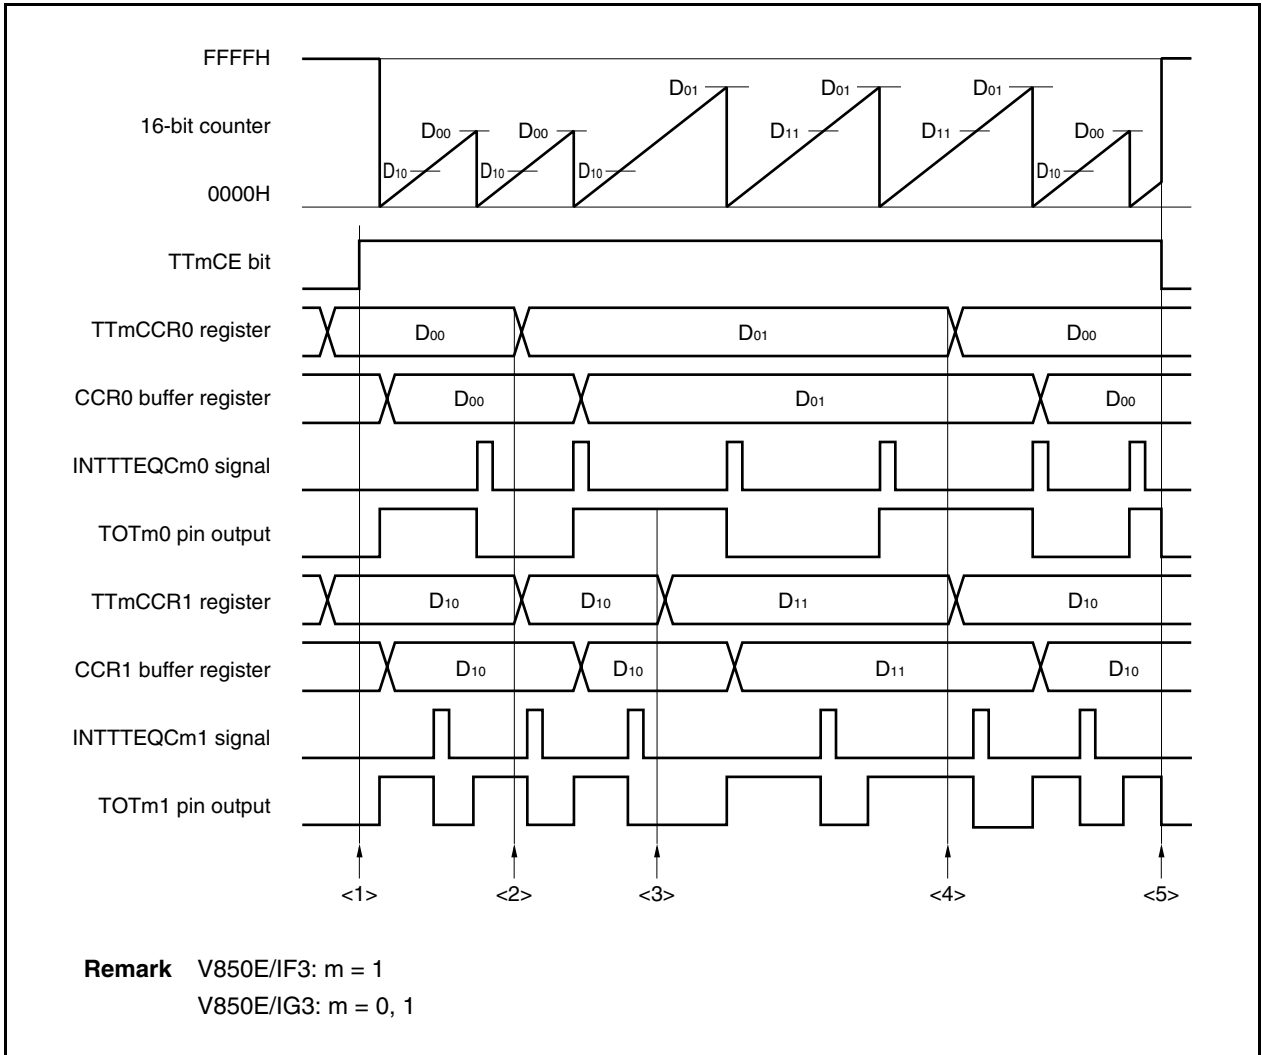 FFFFH
D01 D01 D01
16-bit counter
D00 D00 D11 D11 D00
D10 D10 D10 D10
0000H
TTmCE bit
TTmCCR0 register D00 D01 D00
CCR0 buffer register D00 D01 D00
INTTTEQCm0 signal
TOTm0 pin output
TTmCCR1 register D10 D10 D11 D10
CCR1 buffer register D10 D10 D11 D10
INTTTEQCm1 signal
TOTm1 pin output
<1> <2> <3> <4> <5>
Remark V850E/IF3: m = 1
V850E/IG3: m = 0, 1